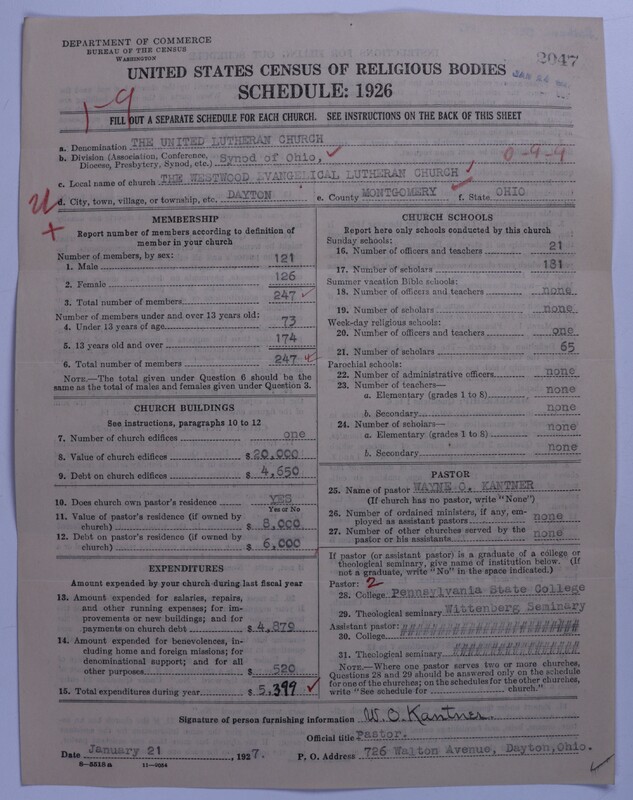 DEPARTMENT OF COMMERCE
BUREAU OF THE CENSUS
WASHINGTON
2047
UNITED STATES CENSUS OF RELIGIOUS BODIES
SCHEDULE: 1926
1-9
FILL OUT A SEPARATE SCHEDULE FOR EACH CHURCH. SEE INSTRUCTIONS ON THE BACK OF THIS SHEET
a. Denomination THE UNITED LUTHERAN CHURCH
b. Division (Association, Conference, Diocese, Presbytery, Synod, etc.) Synod of Ohio, ✓
0-9-9
c. Local name of church THE WESTWOOD EVANGELICAL LUTHERAN CHURCH
d. City, town, village, or township, etc. DAYTON e. County MONTGOMERY f. State OHIO
MEMBERSHIP
Report number of members according to definition of
member in your church
Number of members, by sex:
1. Male 121
2. Female 126
3. Total number of members 247 ✓
Number of members under and over 13 years old:
4. Under 13 years of age 73
5. 13 years old and over 174
6. Total number of members 247 ✓
NOTE.—The total given under Question 6 should be the
same as the total of males and females given under Question 3.
CHURCH BUILDINGS
See instructions, paragraphs 10 to 12
7. Number of church edifices one
8. Value of church edifices $20,000
9. Debt on church edifices $ 4,650
10. Does church own pastor's residence? YES
Yes or No
11. Value of pastor's residence (if owned by
church) $ 8,000
12. Debt on pastor's residence (if owned by
church) $ 6,000
EXPENDITURES
Amount expended by your church during last fiscal year
13. Amount expended for salaries, repairs,
and other running expenses; for im-
provements or new buildings; and for
payments on church debt $ 4,879
14. Amount expended for benevolences, in-
cluding home and foreign missions; for
denominational support; and for all
other purposes $ 520
15. Total expenditures during year $ 5,399 ✓
CHURCH SCHOOLS
Report here only schools conducted by this church
Sunday schools:
16. Number of officers and teachers 21
17. Number of scholars 181
Summer vacation Bible schools:
18. Number of officers and teachers none
19. Number of scholars none
Week-day religious schools:
20. Number of officers and teachers one
21. Number of scholars 65
Parochial schools:
22. Number of administrative officers none
23. Number of teachers—
a. Elementary (grades 1 to 8) none
b. Secondary none
24. Number of scholars—
a. Elementary (grades 1 to 8) none
b. Secondary none
PASTOR
25. Name of pastor WAYNE O. KANTNER
(If church has no pastor, write "None")
26. Number of ordained ministers, if any, em-
ployed as assistant pastors none
27. Number of other churches served by the
pastor or his assistants none
If pastor (or assistant pastor) is a graduate of a college or
theological seminary, give name of institution below. (If
not a graduate, write "No" in the space indicated.)
Pastor: 2
28. College Pennsylvania State College
29. Theological seminary Wittenberg Seminary
Assistant pastor:
30. College
31. Theological seminary
NOTE.—Where one pastor serves two or more churches,
Questions 28 and 29 should be answered only on the schedule
for one of the churches; on the schedules for the other churches,
write "See schedule for church."
Signature of person furnishing information W. O. Kantner.
Official title Pastor.
Date January 21, 1927. P. O. Address 726 Walton Avenue, Dayton, Ohio.
8-5518a 11-9064